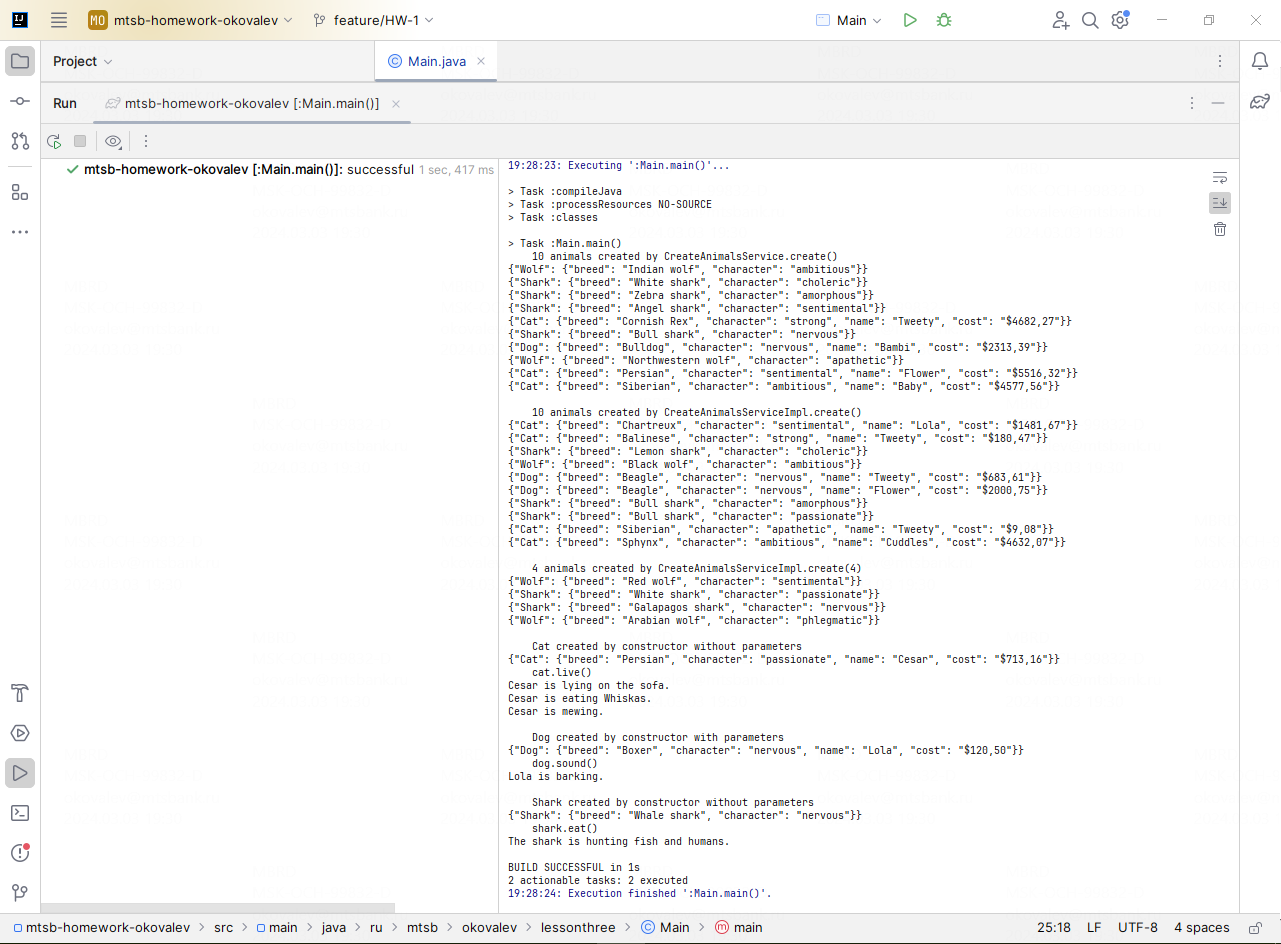 MO mtsb-homework-okovalev feature/HW-1 Main
Project Main.java
Run mtsb-homework-okovalev [:Main.main()]
mtsb-homework-okovalev [:Main.main()]: successful 1 sec, 417 ms
19:28:23: Executing ':Main.main()'...
> Task :compileJava
> Task :processResources NO-SOURCE
> Task :classes
> Task :Main.main()
10 animals created by CreateAnimalsService.create()
{"Wolf": {"breed": "Indian wolf", "character": "ambitious"}}
{"Shark": {"breed": "White shark", "character": "choleric"}}
{"Shark": {"breed": "Zebra shark", "character": "amorphous"}}
{"Shark": {"breed": "Angel shark", "character": "sentimental"}}
{"Cat": {"breed": "Cornish Rex", "character": "strong", "name": "Tweety", "cost": "$4682,27"}}
{"Shark": {"breed": "Bull shark", "character": "nervous"}}
{"Dog": {"breed": "Bulldog", "character": "nervous", "name": "Bambi", "cost": "$2313,39"}}
{"Wolf": {"breed": "Northwestern wolf", "character": "apathetic"}}
{"Cat": {"breed": "Persian", "character": "sentimental", "name": "Flower", "cost": "$5516,32"}}
{"Cat": {"breed": "Siberian", "character": "ambitious", "name": "Baby", "cost": "$4577,56"}}
10 animals created by CreateAnimalsServiceImpl.create()
{"Cat": {"breed": "Chartreux", "character": "sentimental", "name": "Lola", "cost": "$1481,67"}}
{"Cat": {"breed": "Balinese", "character": "strong", "name": "Tweety", "cost": "$180,47"}}
{"Shark": {"breed": "Lemon shark", "character": "choleric"}}
{"Wolf": {"breed": "Black wolf", "character": "ambitious"}}
{"Dog": {"breed": "Beagle", "character": "nervous", "name": "Tweety", "cost": "$683,61"}}
{"Dog": {"breed": "Beagle", "character": "nervous", "name": "Flower", "cost": "$2000,75"}}
{"Shark": {"breed": "Bull shark", "character": "amorphous"}}
{"Shark": {"breed": "Bull shark", "character": "passionate"}}
{"Cat": {"breed": "Siberian", "character": "apathetic", "name": "Tweety", "cost": "$9,08"}}
{"Cat": {"breed": "Sphynx", "character": "ambitious", "name": "Cuddles", "cost": "$4632,07"}}
4 animals created by CreateAnimalsServiceImpl.create(4)
{"Wolf": {"breed": "Red wolf", "character": "sentimental"}}
{"Shark": {"breed": "White shark", "character": "passionate"}}
{"Shark": {"breed": "Galapagos shark", "character": "nervous"}}
{"Wolf": {"breed": "Arabian wolf", "character": "phlegmatic"}}
Cat created by constructor without parameters
{"Cat": {"breed": "Persian", "character": "passionate", "name": "Cesar", "cost": "$713,16"}}
cat.live()
Cesar is lying on the sofa.
Cesar is eating Whiskas.
Cesar is mewing.
Dog created by constructor with parameters
{"Dog": {"breed": "Boxer", "character": "nervous", "name": "Lola", "cost": "$120,50"}}
dog.sound()
Lola is barking.
Shark created by constructor without parameters
{"Shark": {"breed": "Whale shark", "character": "nervous"}}
shark.eat()
The shark is hunting fish and humans.
BUILD SUCCESSFUL in 1s
2 actionable tasks: 2 executed
19:28:24: Execution finished ':Main.main()'.
mtsb-homework-okovalev > src > main > java > ru > mtsb > okovalev > lessonthree > Main > main 25:18 LF UTF-8 4 spaces